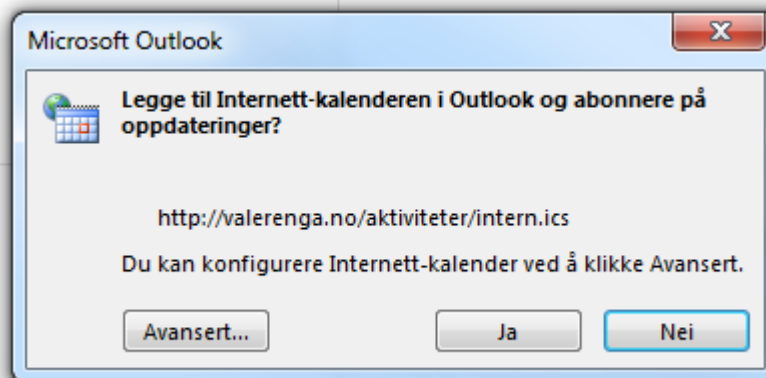 Microsoft Outlook
Legge til Internett-kalenderen i Outlook og abonnere på
oppdateringer?
http://valerenga.no/aktiviteter/intern.ics
Du kan konfigurere Internett-kalender ved å klikke Avansert.
Avansert... Ja Nei